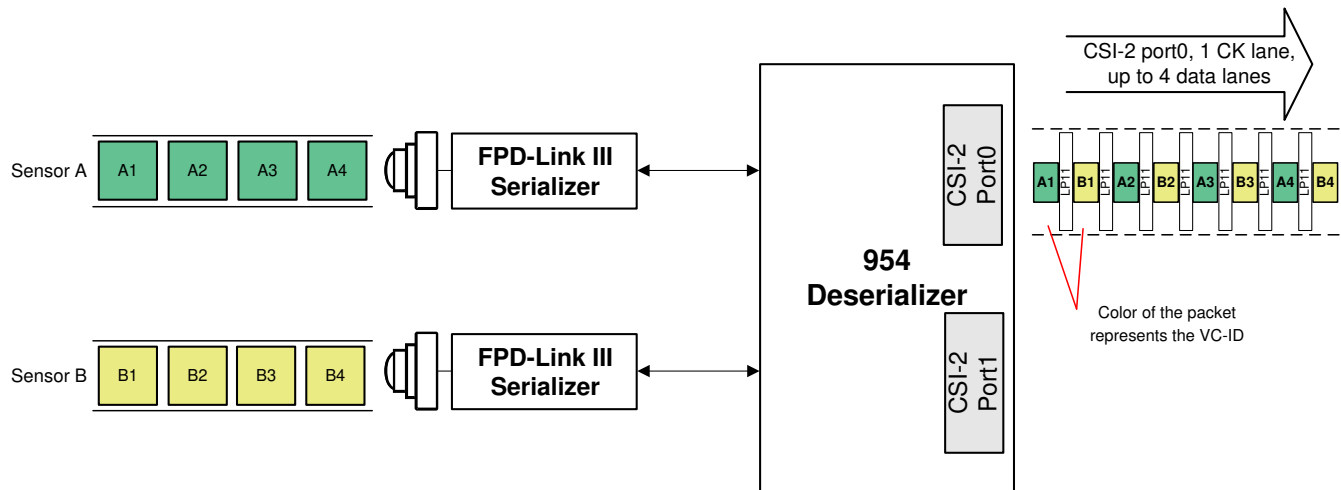 CSI-2 port0, 1 CK lane,
up to 4 data lanes
Sensor A
A1 A2 A3 A4
FPD-Link III
Serializer
CSI-2
Port0
A1 LP11 B1 LP11 A2 LP11 B2 LP11 A3 LP11 B3 LP11 A4 LP11 B4
954
Deserializer
Color of the packet
represents the VC-ID
Sensor B
B1 B2 B3 B4
FPD-Link III
Serializer
CSI-2
Port1